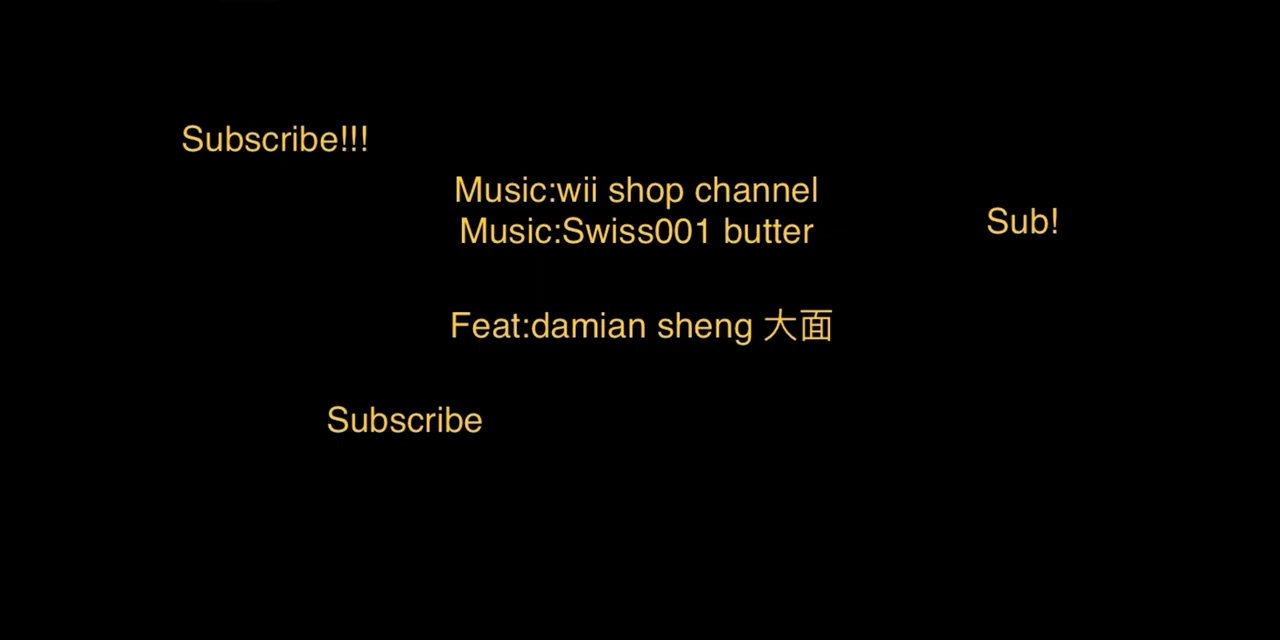 Subscribe!!!
Music:wii shop channel
Sub!
Music:Swiss001 butter
Feat:damian sheng 大面
Subscribe